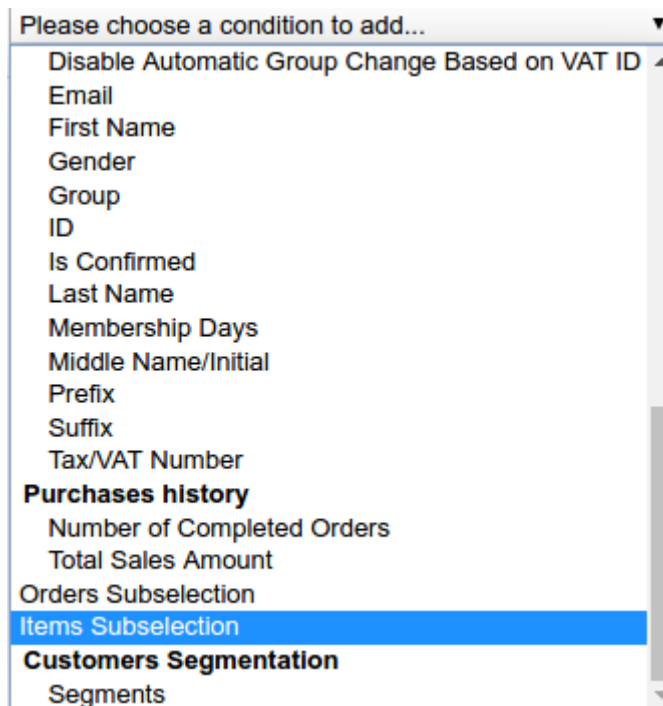 Please choose a condition to add...
Disable Automatic Group Change Based on VAT ID
Email
First Name
Gender
Group
ID
Is Confirmed
Last Name
Membership Days
Middle Name/Initial
Prefix
Suffix
Tax/VAT Number
Purchases history
Number of Completed Orders
Total Sales Amount
Orders Subselection
Items Subselection
Customers Segmentation
Segments